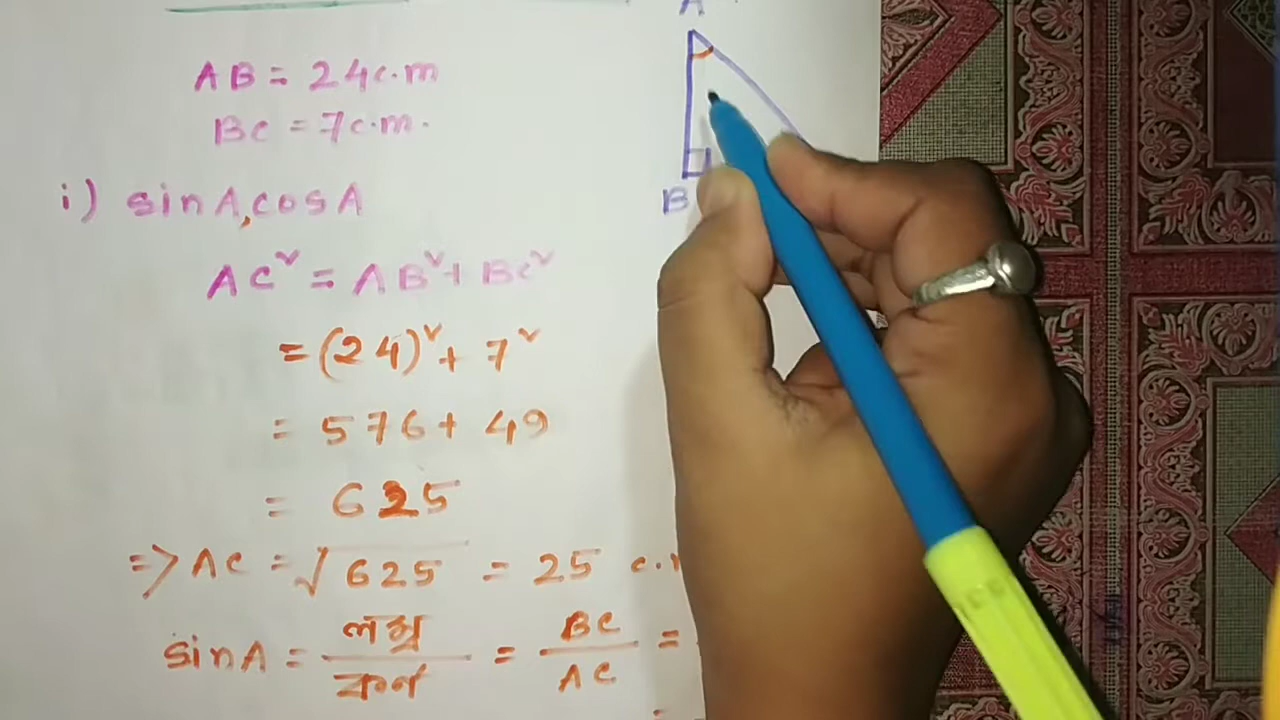 A
AB = 24c.m
BC = 7c.m.
B
i) sinA, cosA
AC² = AB² + BC²
= (24)² + 7²
= 576 + 49
= 625
=> AC = √625 = 25 c.m
sinA = লম্ব / কর্ণ = BC / AC =
=